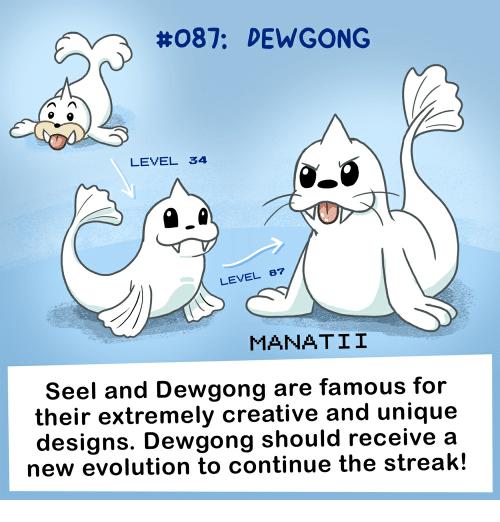 #087: DEWGONG
LEVEL 34
LEVEL 87
MANATII
Seel and Dewgong are famous for
their extremely creative and unique
designs. Dewgong should receive a
new evolution to continue the streak!